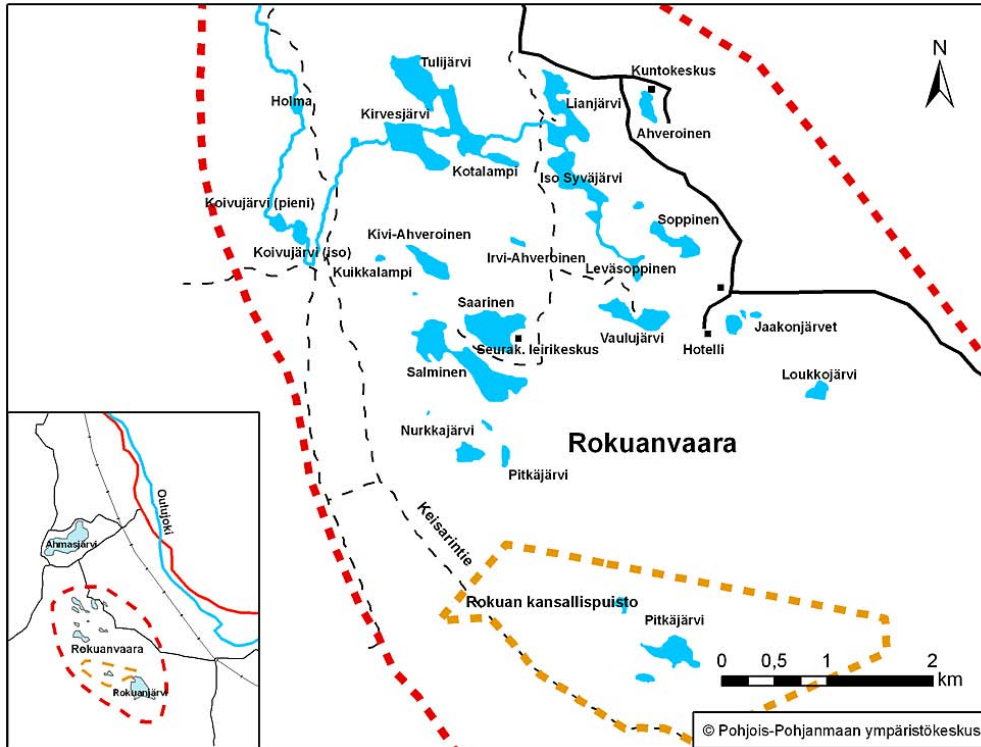 N
Tulijärvi
Kuntokeskus
Holma
Kirvesjärvi
Lianjärvi
Ahveroinen
Kotalampi
Iso Syväjärvi
Koivujärvi (pieni)
Soppinen
Kivi-Ahveroinen
Koivujärvi (iso)
Irvi-Ahveroinen
Kuikkalampi
Leväsoppinen
Saarinen
Jaakonjärvet
Vaulujärvi
Seurak. leirikeskus
Hotelli
Salminen
Loukkojärvi
Nurkkajärvi
Rokuanvaara
Pitkäjärvi
Keisarintie
Rokuan kansallispuisto
Pitkäjärvi
0 0,5 1 2
km
© Pohjois-Pohjanmaan ympäristökeskus
Oulujoki
Ahmasjärvi
Rokuanvaara
Rokuanjärvi